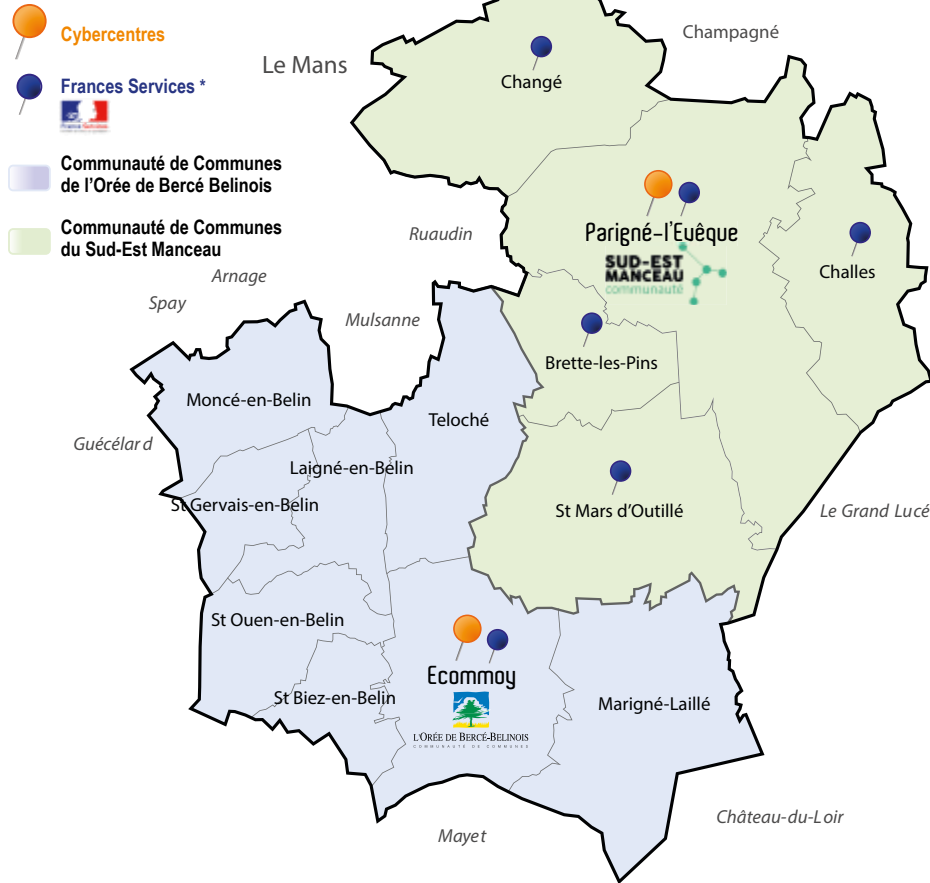 Cybercentres
Frances Services *
France Services
Communauté de Communes
de l'Orée de Bercé Belinois
Communauté de Communes
du Sud-Est Manceau
Le Mans
Champagné
Changé
Ruaudin
Parigné-l'Evêque
SUD-EST
MANCEAU
communauté
Challes
Arnage
Spay
Mulsanne
Brette-les-Pins
Moncé-en-Belin
Teloché
Guécélard
Laigné-en-Belin
St Gervais-en-Belin
St Mars d'Outillé
Le Grand Lucé
St Ouen-en-Belin
Ecommoy
St Biez-en-Belin
Marigné-Laillé
L'ORÉE DE BERCÉ-BELINOIS
COMMUNAUTÉ DE COMMUNES
Château-du-Loir
Mayet